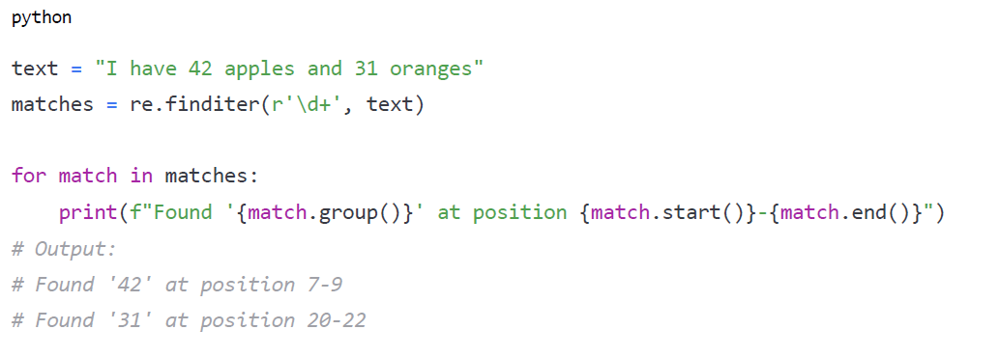 python
text = "I have 42 apples and 31 oranges"
matches = re.finditer(r'\d+', text)
for match in matches:
    print(f"Found '{match.group()}' at position {match.start()}-{match.end()}")
# Output:
# Found '42' at position 7-9
# Found '31' at position 20-22